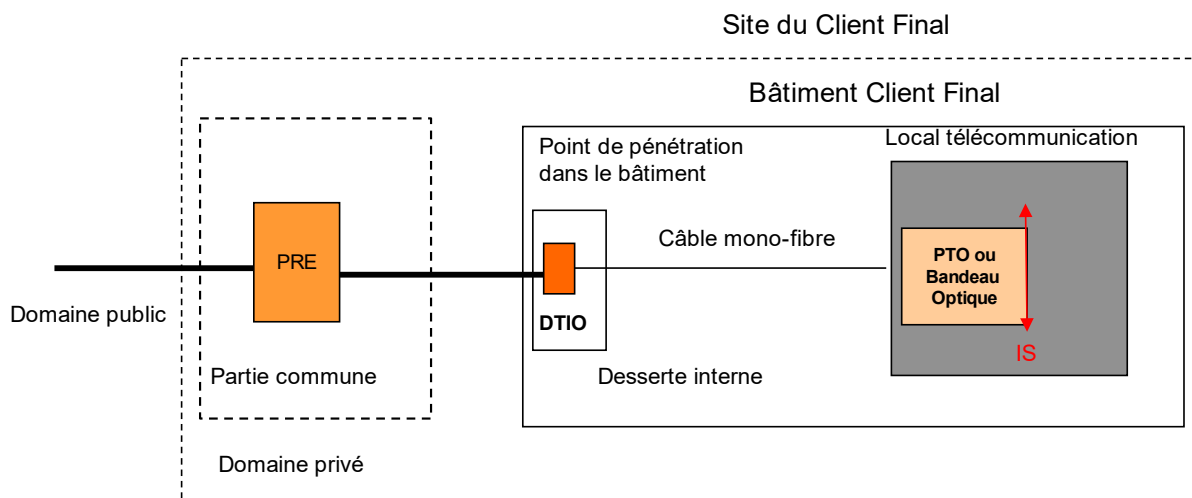 Site du Client Final
Bâtiment Client Final
Point de pénétration
dans le bâtiment
Local télécommunication
Câble mono-fibre
PRE
PTO ou
Bandeau
Optique
Domaine public
DTIO
IS
Partie commune
Desserte interne
Domaine privé